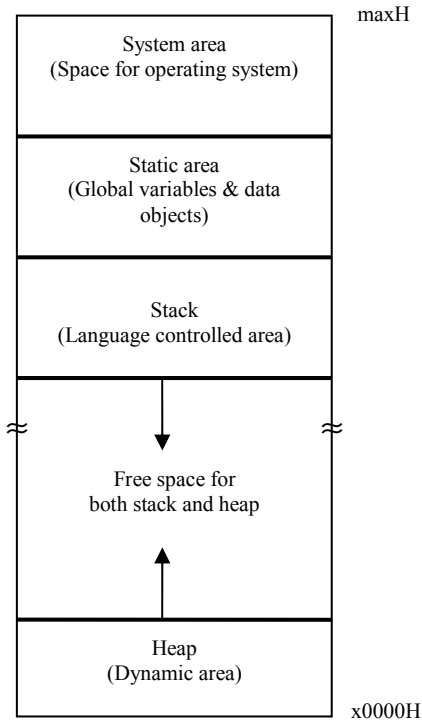 maxH
System area
(Space for operating system)
Static area
(Global variables & data
objects)
Stack
(Language controlled area)
Free space for
both stack and heap
Heap
(Dynamic area)
x0000H